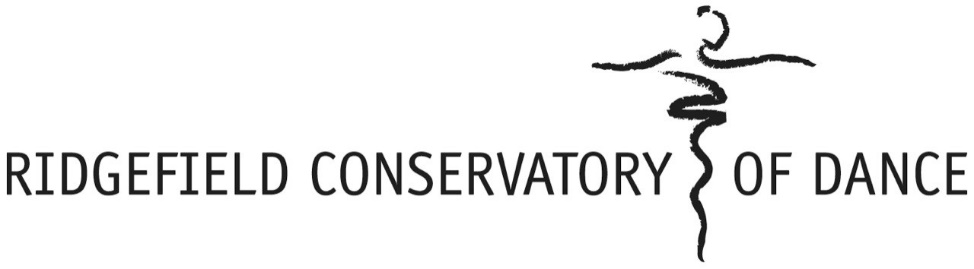 RIDGEFIELD CONSERVATORY OF DANCE